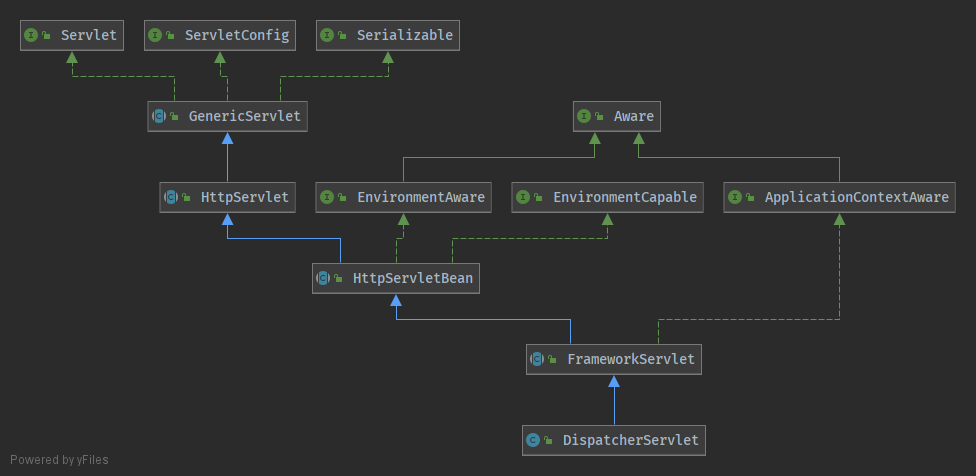 Servlet
ServletConfig
Serializable
GenericServlet
Aware
HttpServlet
EnvironmentAware
EnvironmentCapable
ApplicationContextAware
HttpServletBean
FrameworkServlet
DispatcherServlet
Powered by yFiles